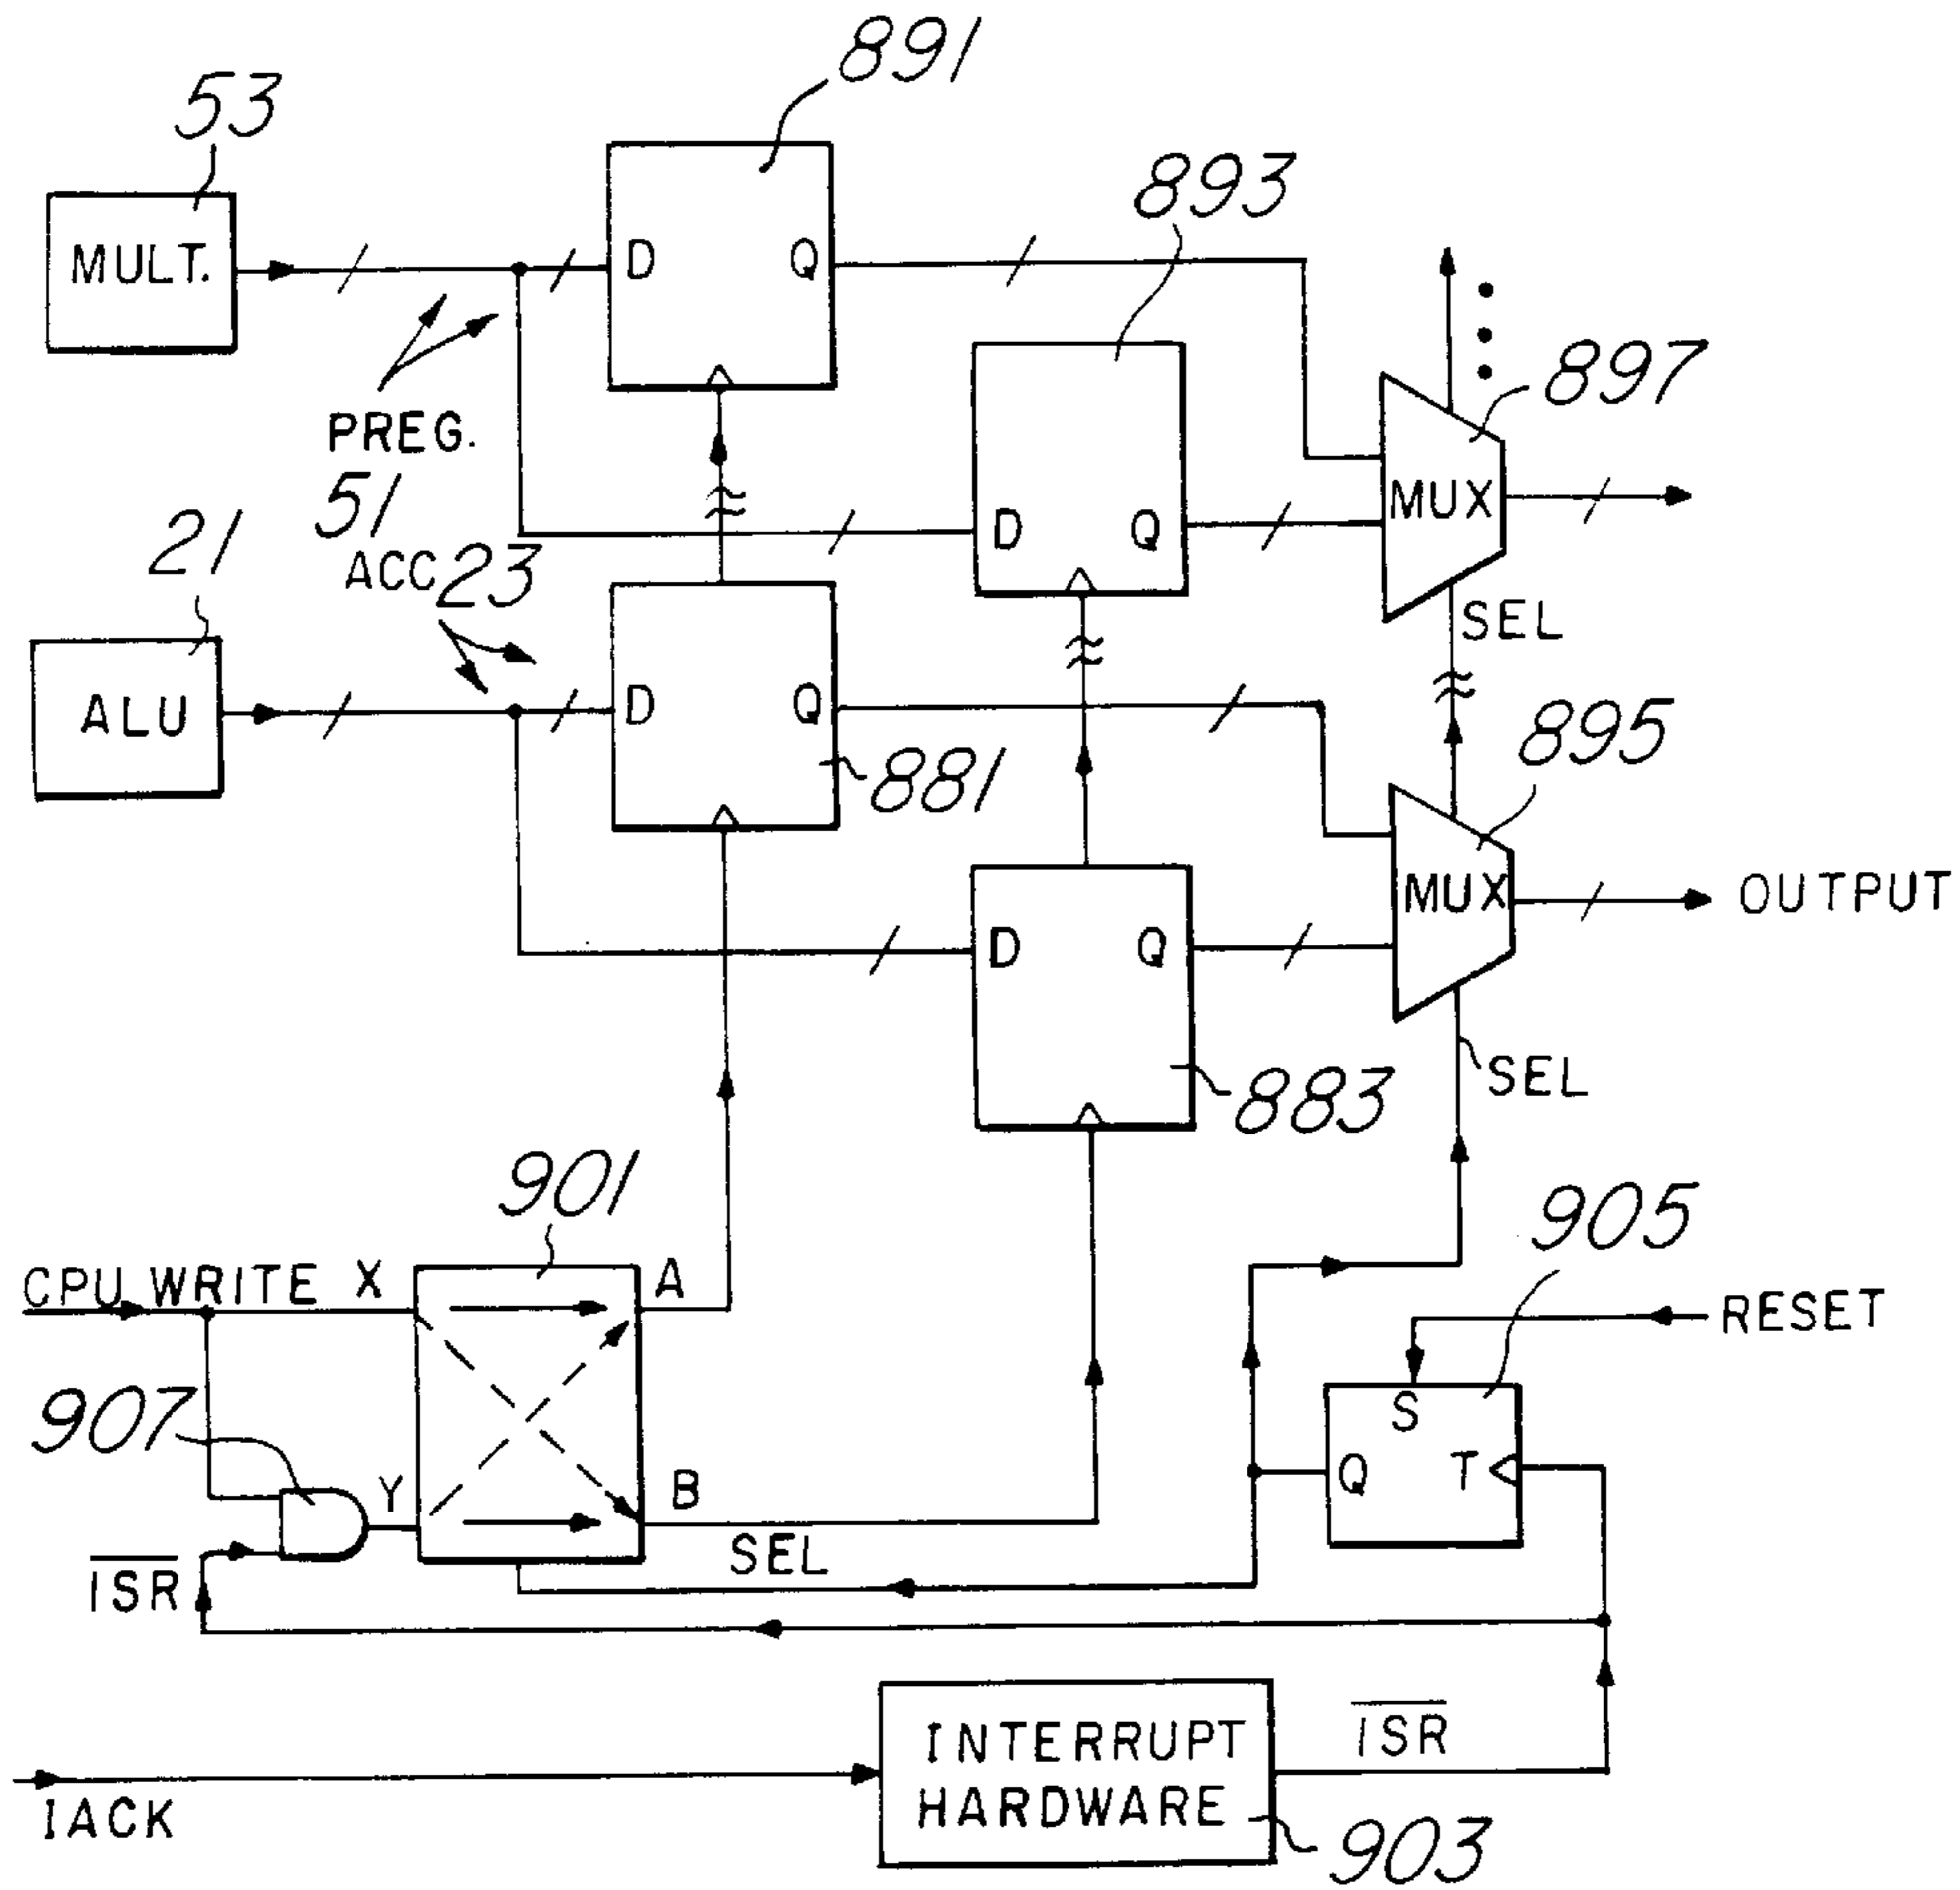 891
53
893
MULT.
D
Q
897
PREG.
51
MUX
D
Q
21
ACC 23
SEL
ALU
D
Q
895
881
MUX
OUTPUT
D
Q
SEL
883
901
905
CPU WRITE X
A
RESET
907
S
Y
B
Q
T
SEL
ISR
INTERRUPT
HARDWARE
ISR
IACK
903